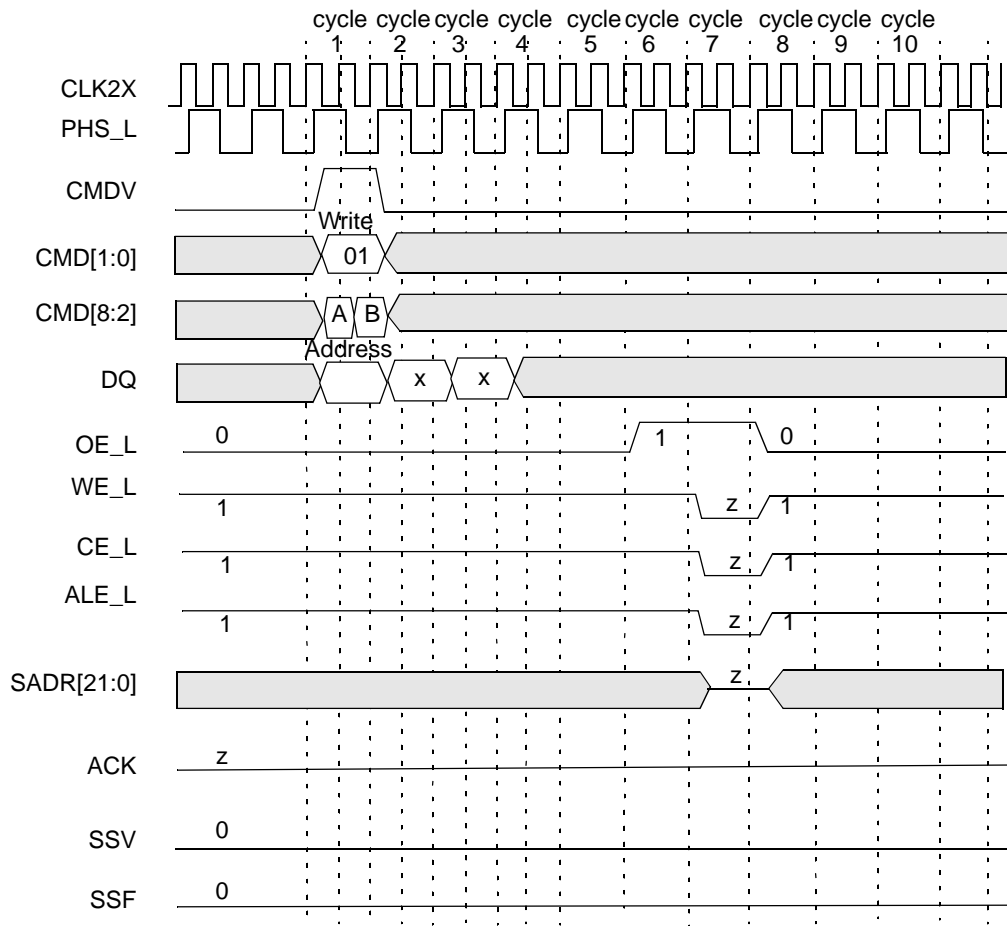 cycle cycle cycle cycle cycle cycle cycle cycle cycle cycle
1 2 3 4 5 6 7 8 9 10
CLK2X
PHS_L
CMDV
Write
CMD[1:0] 01
CMD[8:2] A B
Address
DQ x x
OE_L 0 1 0
WE_L 1 z 1
CE_L 1 z 1
ALE_L 1 z 1
SADR[21:0] z
ACK z
SSV 0
SSF 0